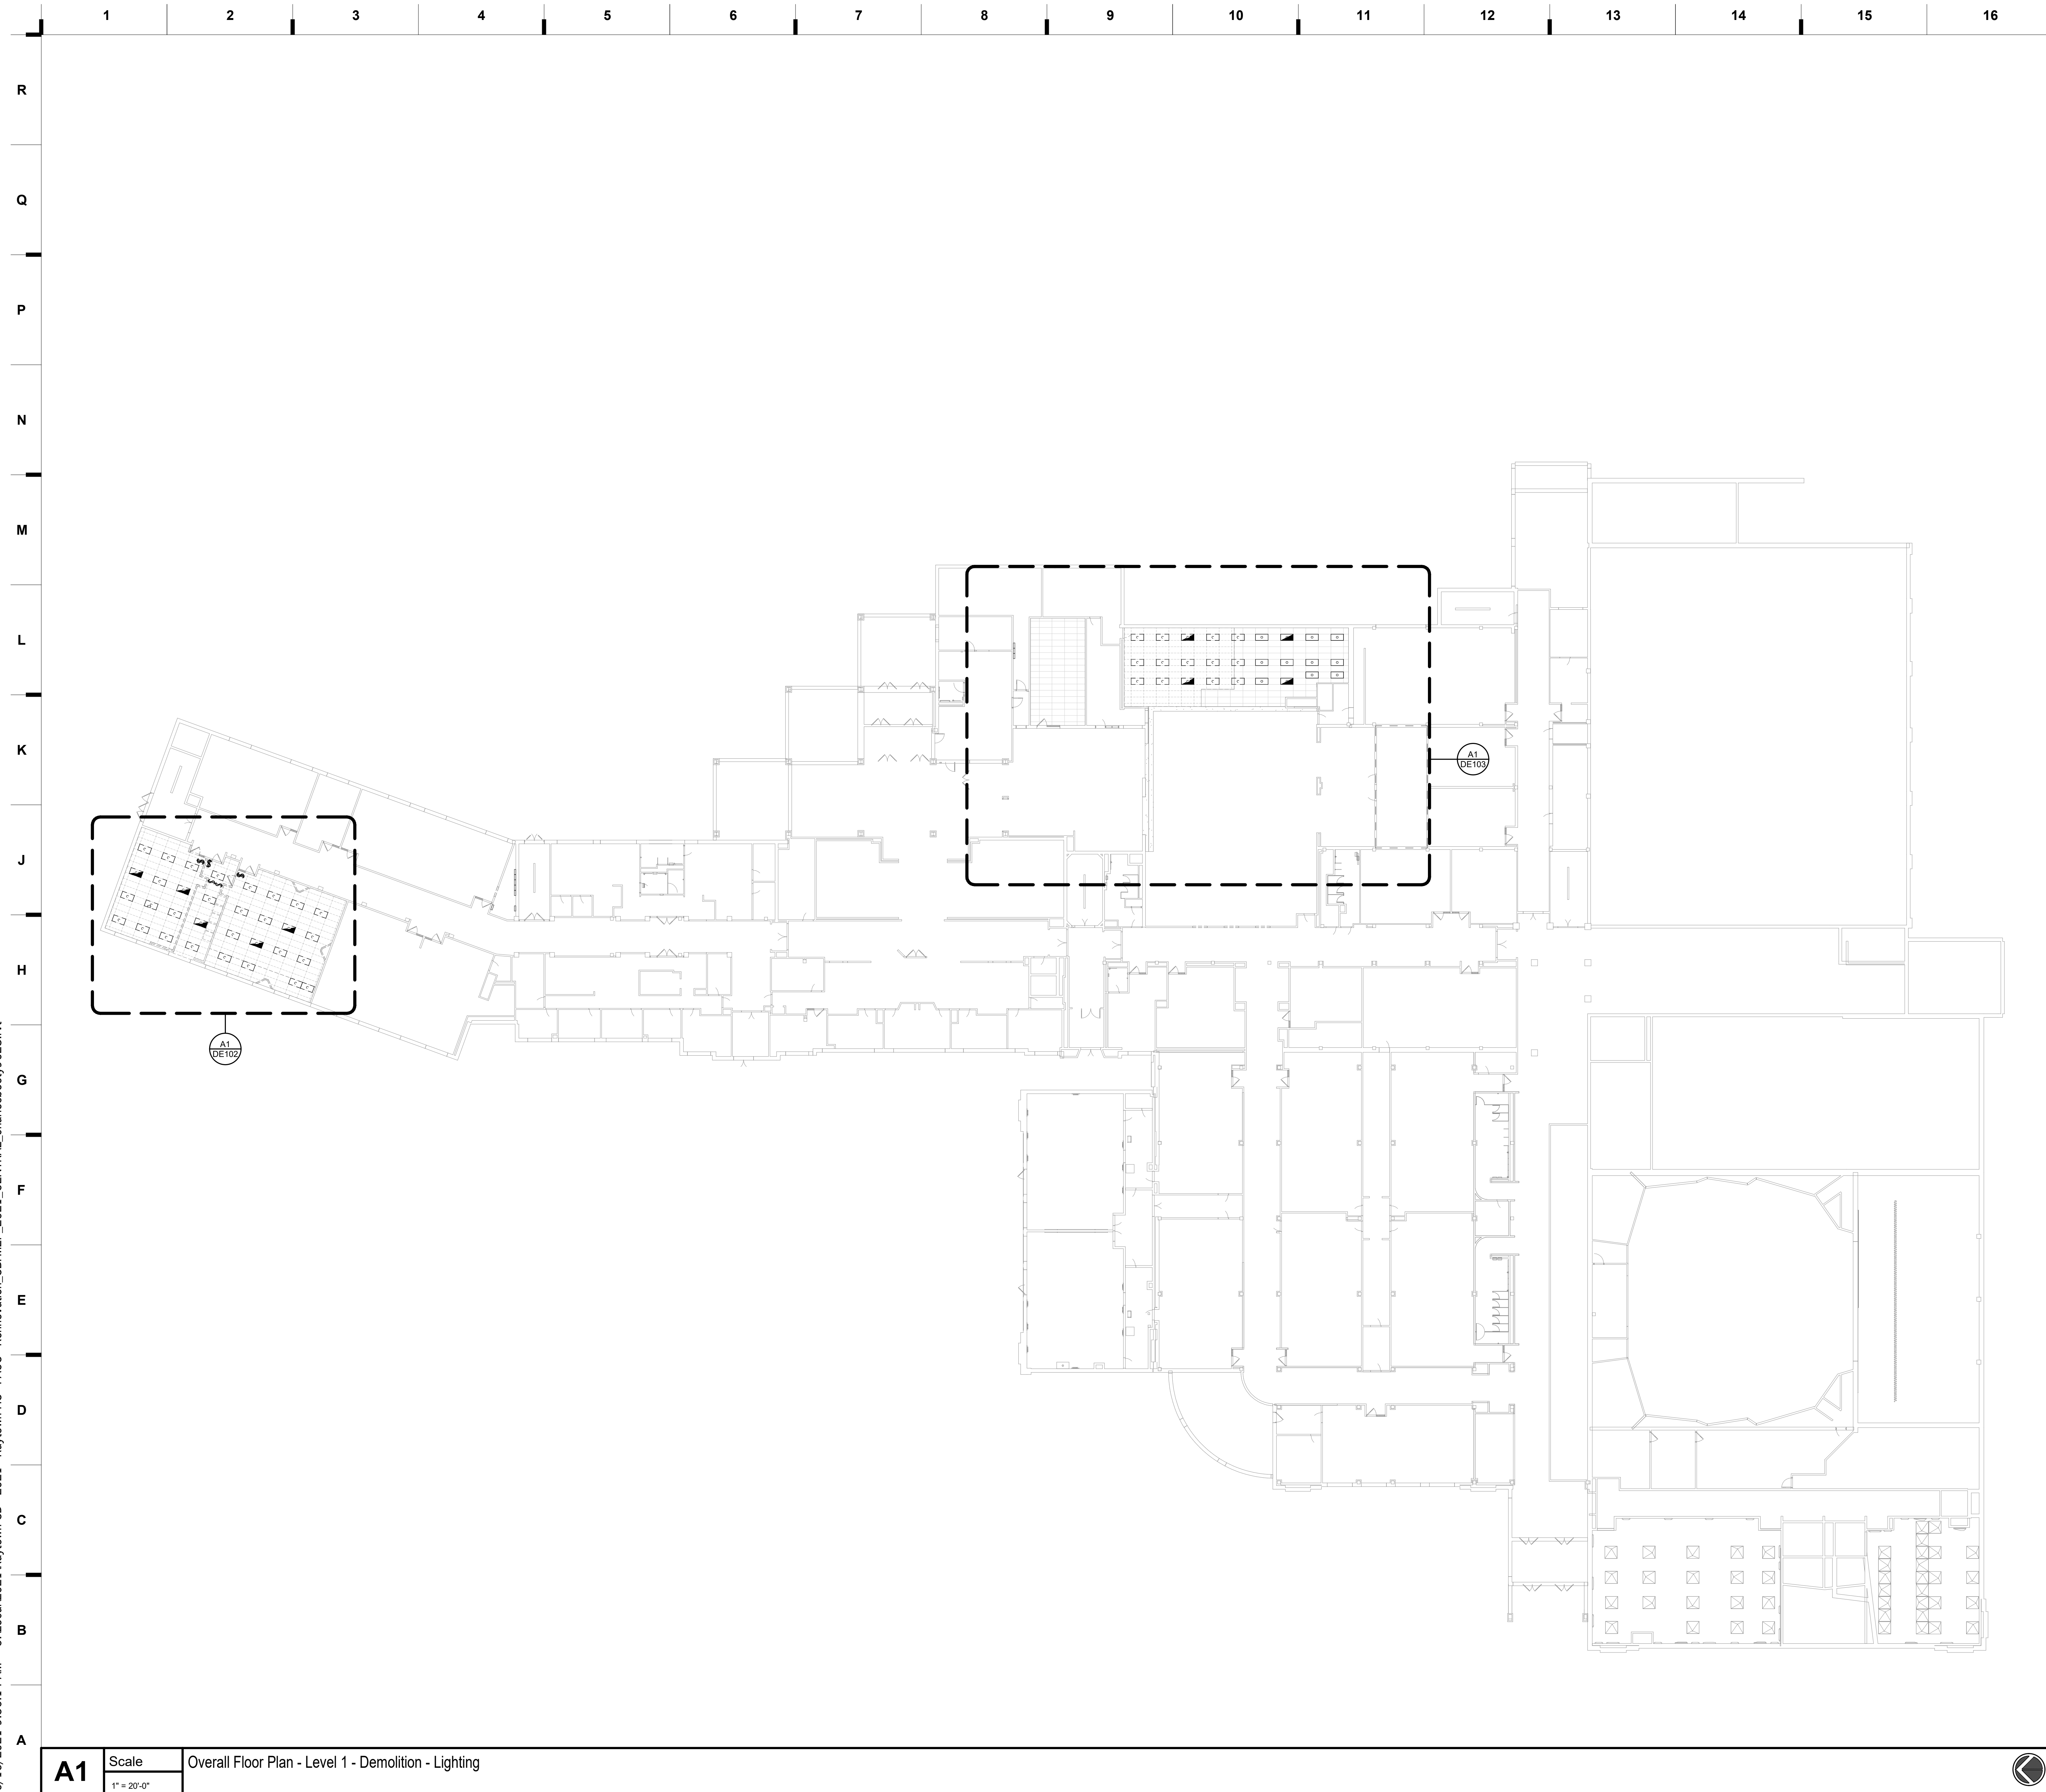 1 2 3 4 5 6 7 8 9 10 11 12 13 14 15 16
R
Q
P
N
M
L
K
A1
DE103
J
H
A1
DE102
G
F
E
D
C
B
A
A1
Scale
Overall Floor Plan - Level 1 - Demolition - Lighting
1" = 20'-0"